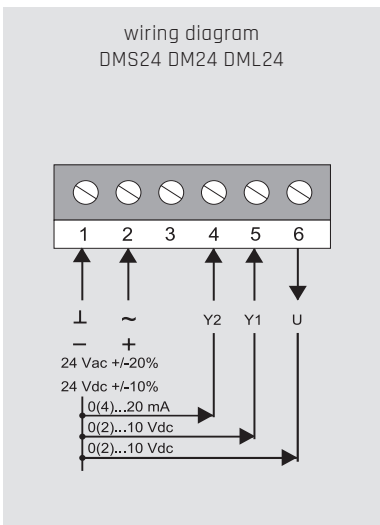 wiring diagram
DMS24 DM24 DML24
1 2 3 4 5 6
⊥ ~ Y2 Y1 U
− +
24 Vac +/-20%
24 Vdc +/-10%
0(4)...20 mA
0(2)...10 Vdc
0(2)...10 Vdc